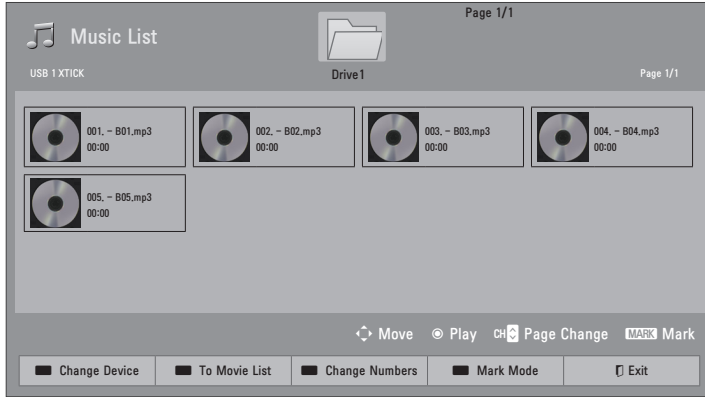 Page 1/1
Music List
USB 1 XTICK
Drive1
Page 1/1
001. - B01.mp3
00:00
002. - B02.mp3
00:00
003. - B03.mp3
00:00
004. - B04.mp3
00:00
005. - B05.mp3
00:00
Move Play CH Page Change MARK Mark
Change Device To Movie List Change Numbers Mark Mode Exit